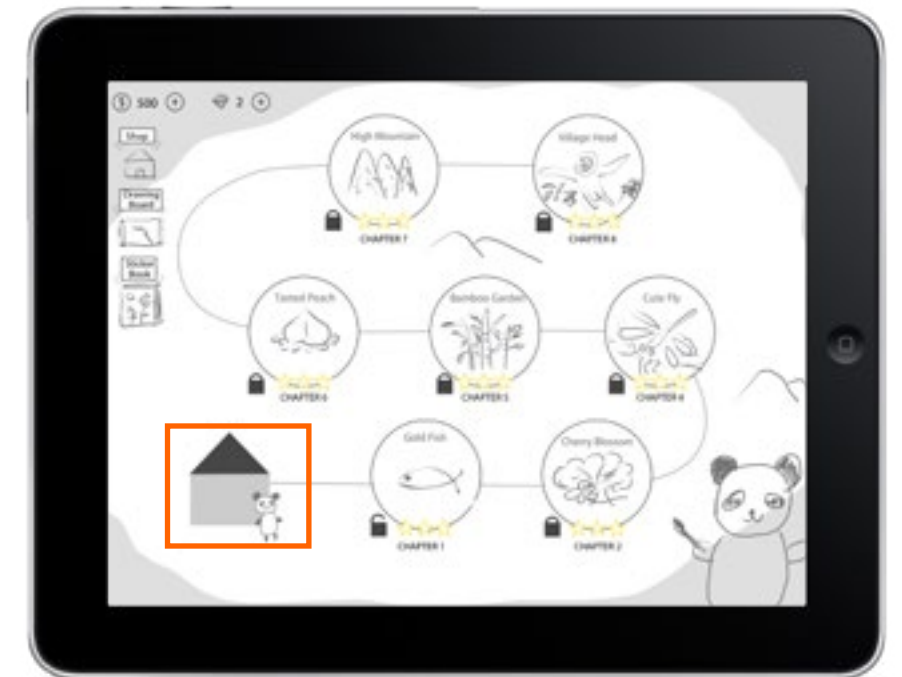 $ 500 +
2 +
Shop
Drawing
Board
Sticker
Book
High Mountain
CHAPTER 7
Village Head
CHAPTER 8
Tasted Peach
CHAPTER 6
Bamboo Garden
CHAPTER 5
Cute Fly
CHAPTER 4
Gold Fish
CHAPTER 1
Cherry Blossom
CHAPTER 2